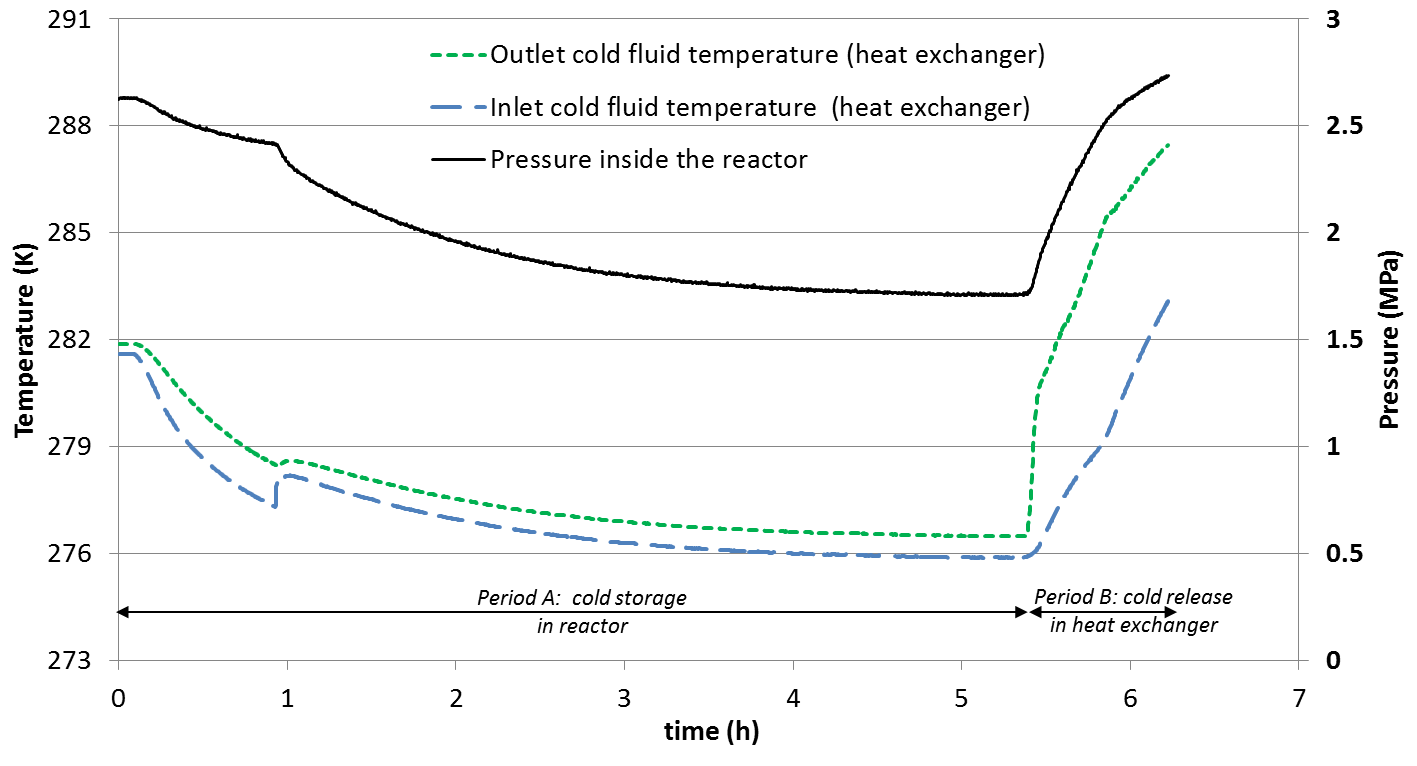 291
288
285
282
279
276
273
Temperature (K)
Outlet cold fluid temperature (heat exchanger)
Inlet cold fluid temperature (heat exchanger)
Pressure inside the reactor
Period A: cold storage
in reactor
Period B: cold release
in heat exchanger
3
2.5
2
1.5
1
0.5
0
Pressure (MPa)
0 1 2 3 4 5 6 7
time (h)